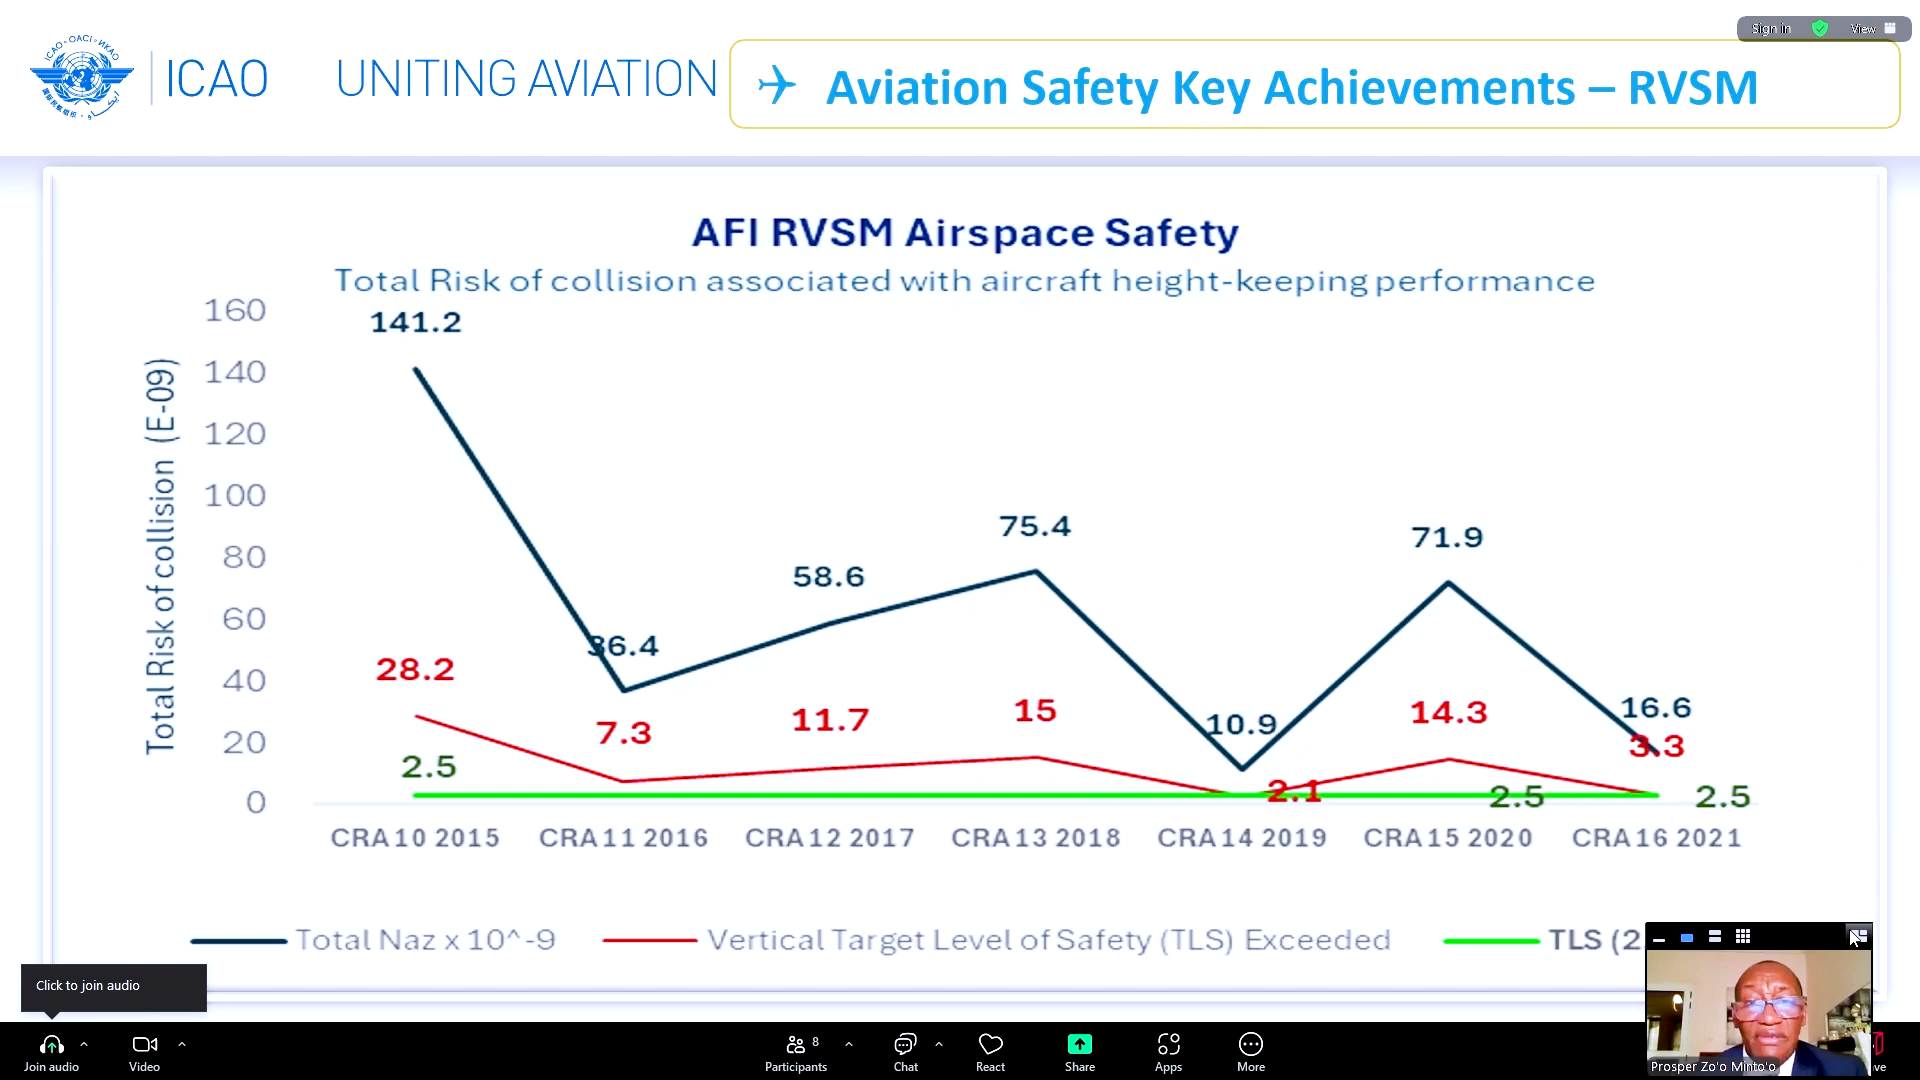 Sign in View
ICAO · OACI · ИКАО
ICAO UNITING AVIATION
Aviation Safety Key Achievements – RVSM
AFI RVSM Airspace Safety
Total Risk of collision associated with aircraft height-keeping performance
Total Risk of collision (E-09)
160
140
120
100
80
60
40
20
0
141.2
36.4
58.6
75.4
10.9
71.9
16.6
28.2
7.3
11.7
15
2.1
14.3
3.3
2.5
2.5
2.5
CRA10 2015 CRA11 2016 CRA12 2017 CRA13 2018 CRA14 2019 CRA15 2020 CRA16 2021
Total Naz x 10^-9 Vertical Target Level of Safety (TLS) Exceeded TLS (2
Click to join audio
Prosper Zo'o Minto'o
8
Join audio Video Participants Chat React Share Apps More ve